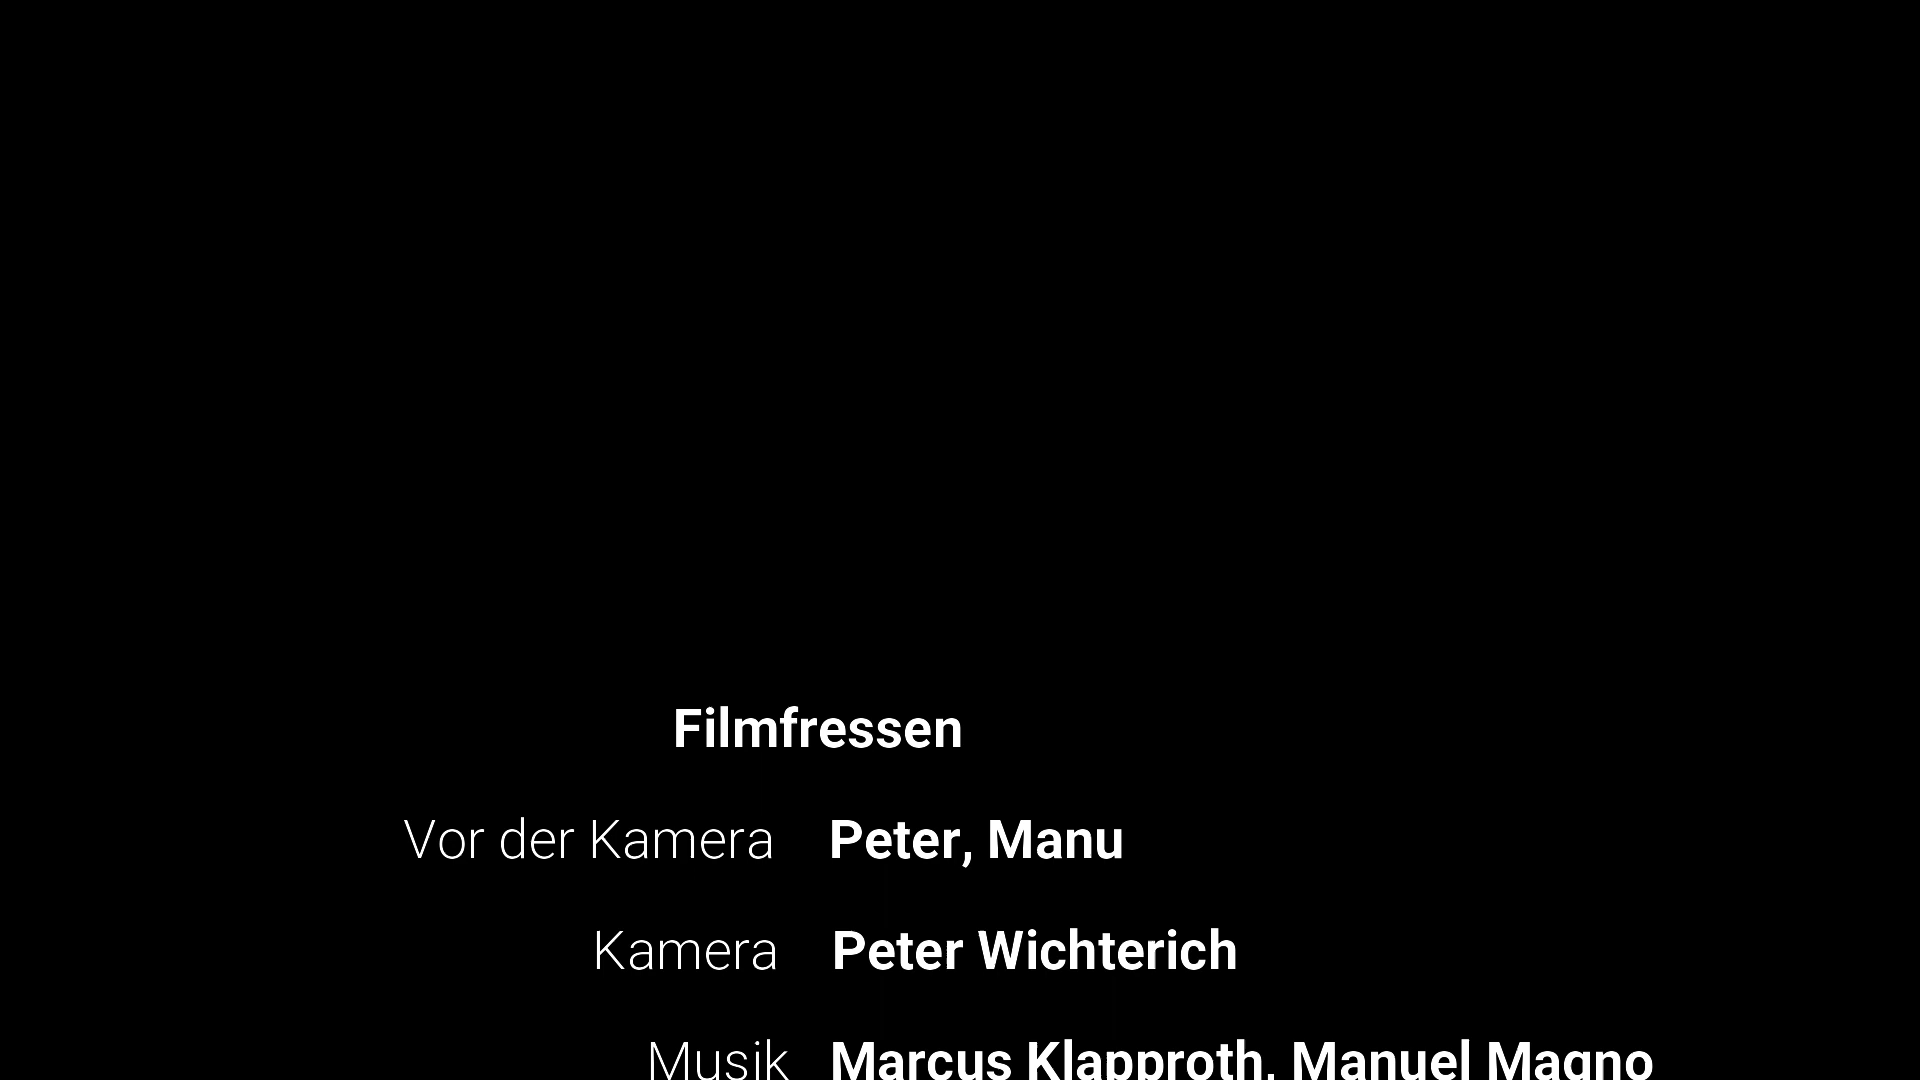 Filmfressen
Vor der Kamera Peter, Manu
Kamera Peter Wichterich
Musik Marcus Klapproth, Manuel Magno